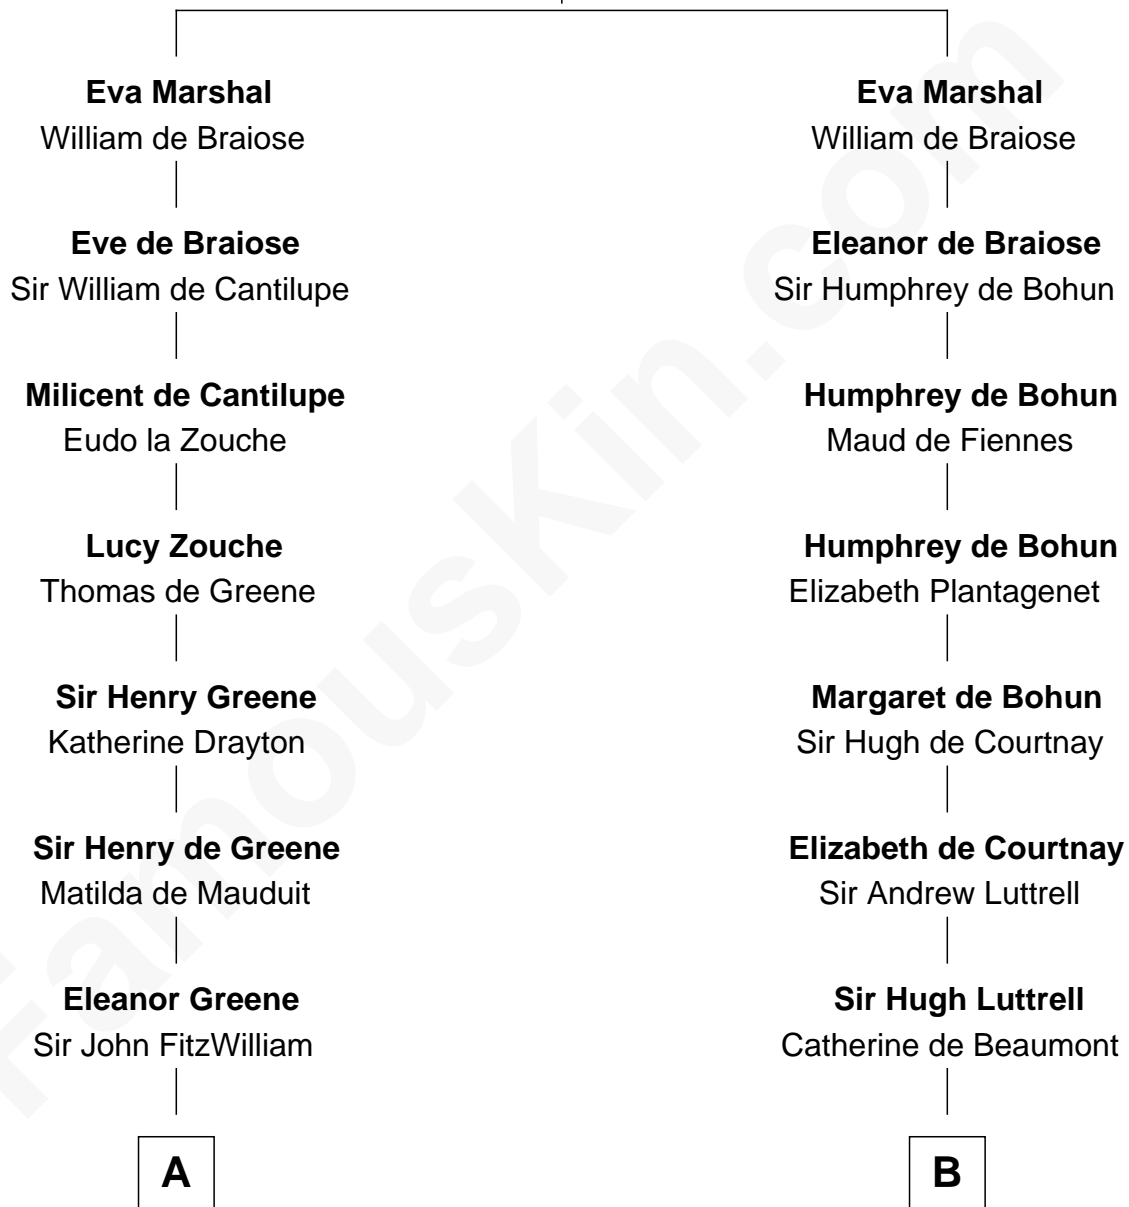 Eva Marshal
William de Braiose
Eve de Braiose
Sir William de Cantilupe
Milicent de Cantilupe
Eudo la Zouche
Lucy Zouche
Thomas de Greene
Sir Henry Greene
Katherine Drayton
Sir Henry de Greene
Matilda de Mauduit
Eleanor Greene
Sir John FitzWilliam
A
Eva Marshal
William de Braiose
Eleanor de Braiose
Sir Humphrey de Bohun
Humphrey de Bohun
Maud de Fiennes
Humphrey de Bohun
Elizabeth Plantagenet
Margaret de Bohun
Sir Hugh de Courtnay
Elizabeth de Courtnay
Sir Andrew Luttrell
Sir Hugh Luttrell
Catherine de Beaumont
B
FamousKin.com